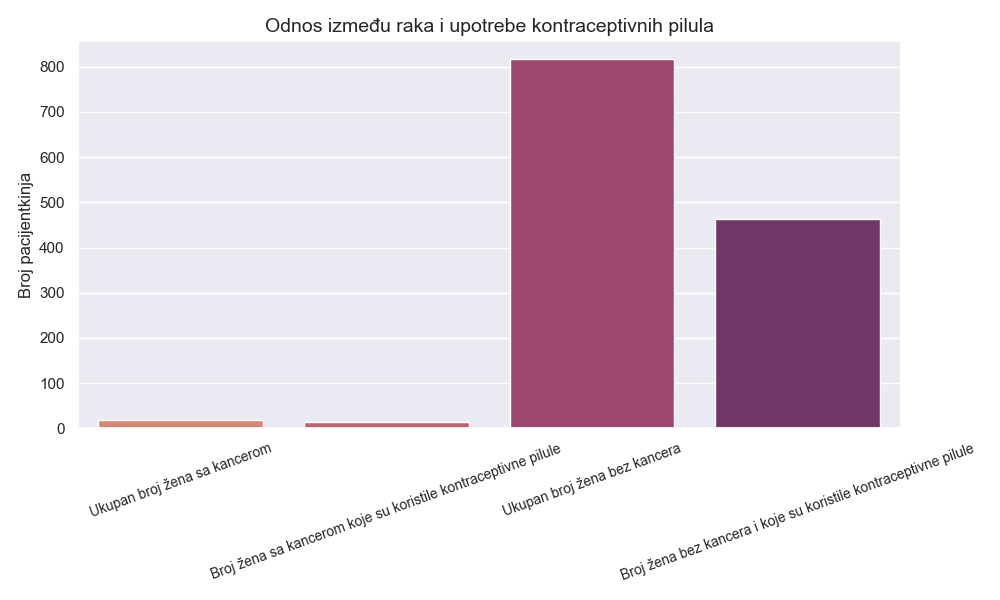 Odnos između raka i upotrebe kontraceptivnih pilula
Broj pacijentkinja
800
700
600
500
400
300
200
100
0
Ukupan broj žena sa kancerom
Broj žena sa kancerom koje su koristile kontraceptivne pilule
Ukupan broj žena bez kancera
Broj žena bez kancera i koje su koristile kontraceptivne pilule